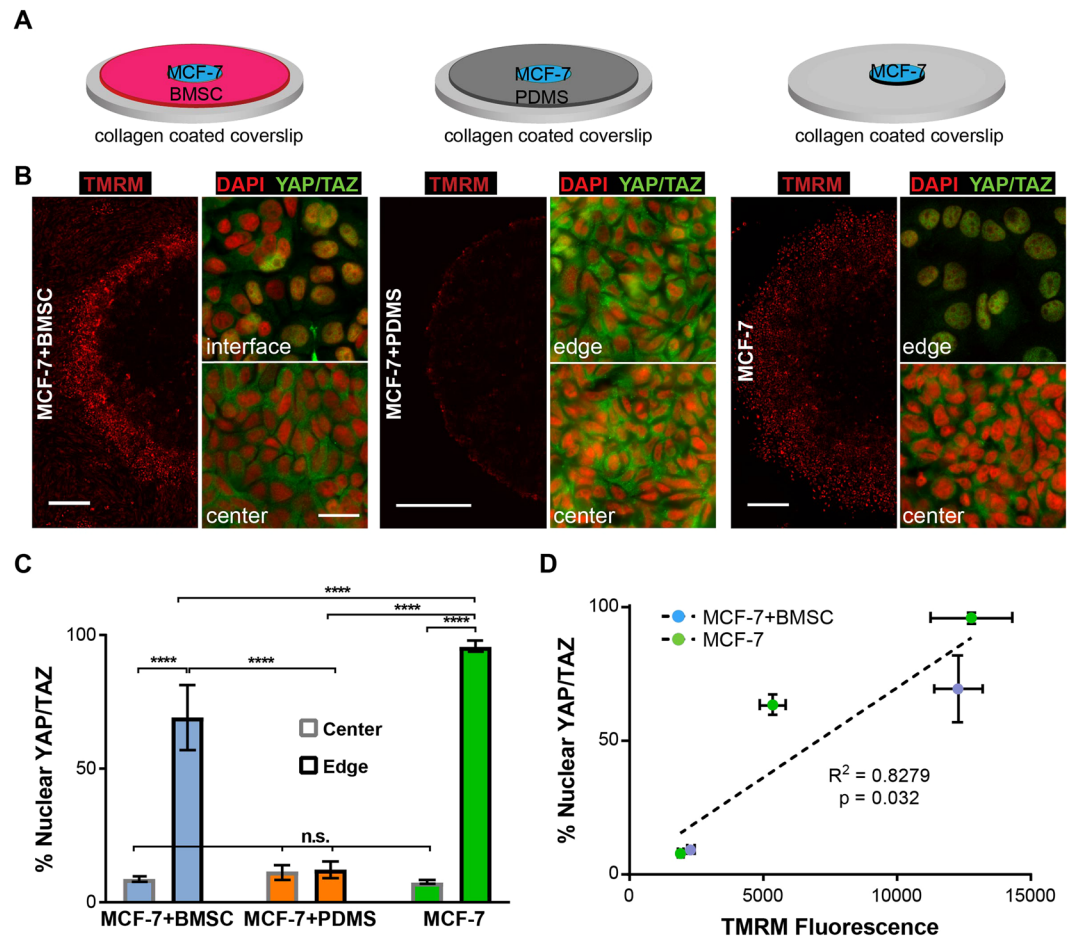 A
MCF-7
BMSC
collagen coated coverslip
MCF-7
PDMS
collagen coated coverslip
MCF-7
collagen coated coverslip
B
TMRM
DAPI YAP/TAZ
TMRM
DAPI YAP/TAZ
TMRM
DAPI YAP/TAZ
MCF-7+BMSC
interface
center
MCF-7+PDMS
edge
center
MCF-7
edge
center
C
% Nuclear YAP/TAZ
100
50
0
****
****
****
****
****
n.s.
Center
Edge
MCF-7+BMSC
MCF-7+PDMS
MCF-7
D
% Nuclear YAP/TAZ
100
50
0
MCF-7+BMSC
MCF-7
R² = 0.8279
p = 0.032
0
5000
10000
15000
TMRM Fluorescence